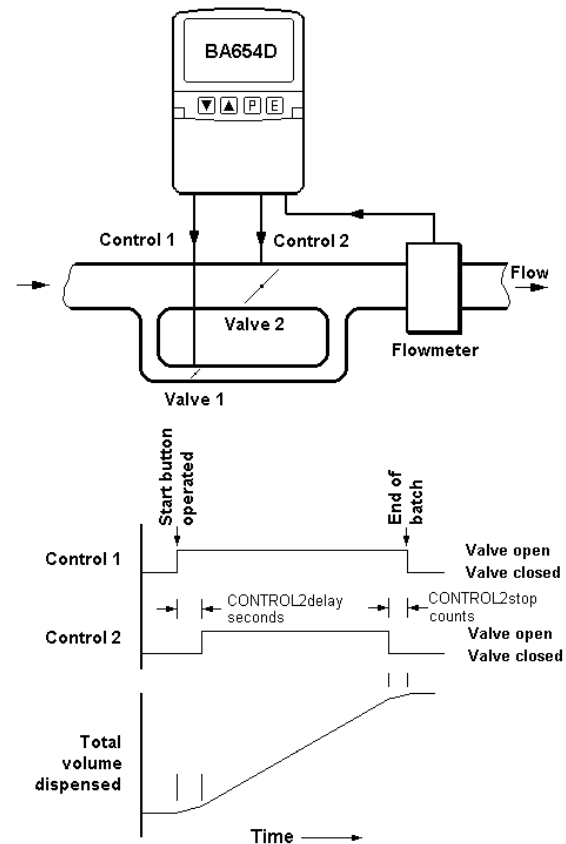 BA654D
P E
Control 1
Control 2
Flow
Valve 2
Flowmeter
Valve 1
Start button
operated
End of
batch
Control 1
Valve open
Valve closed
CONTROL2delay
seconds
CONTROL2stop
counts
Control 2
Valve open
Valve closed
Total
volume
dispensed
Time